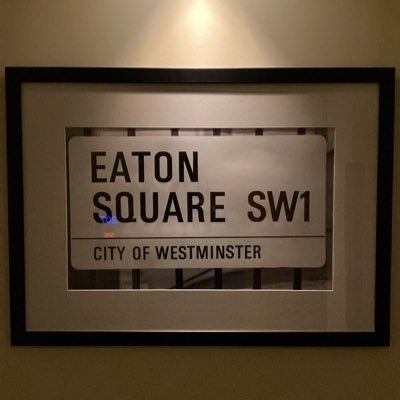 EATON
SQUARE SW1
CITY OF WESTMINSTER